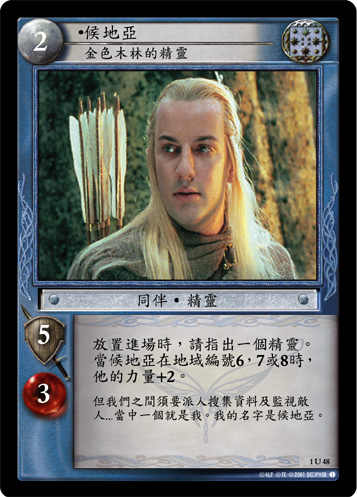 2
•候地亞
金色木林的精靈
同伴 • 精靈
5
3
放置進場時，請指出一個精靈。
當候地亞在地域編號6，7或8時，
他的力量+2。
但我們之間須要派人搜集資料及監視敵
人...當中一個就是我。我的名字是候地亞。
1 U 48